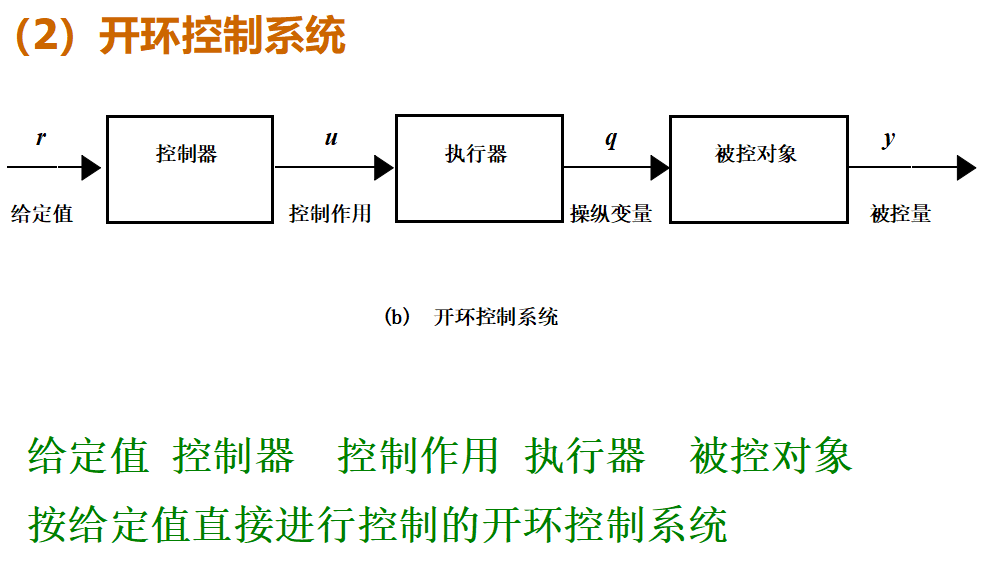 (2) 开环控制系统
r u q y
控制器 执行器 被控对象
给定值 控制作用 操纵变量 被控量
(b) 开环控制系统
给定值 控制器 控制作用 执行器 被控对象
按给定值直接进行控制的开环控制系统